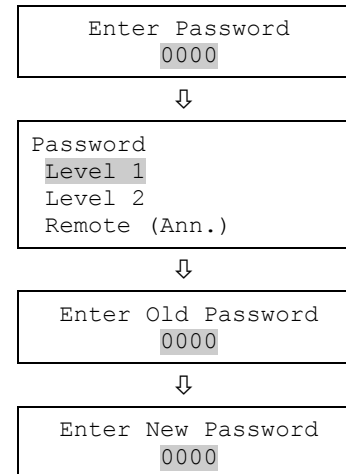 Enter Password
0000
⇩
Password
Level 1
Level 2
Remote (Ann.)
⇩
Enter Old Password
0000
⇩
Enter New Password
0000